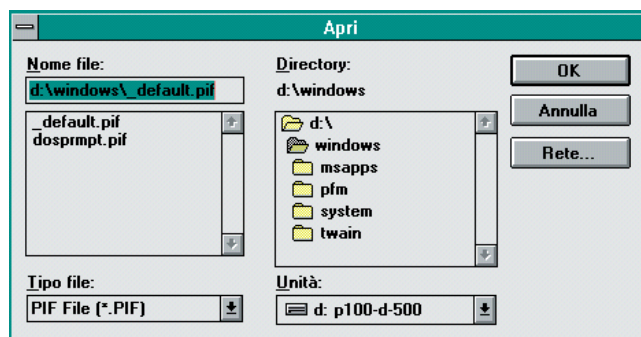 Apri
Nome file:
d:\windows\_default.pif
_default.pif
dosprmpt.pif
Tipo file:
PIF File (*.PIF)
Directory:
d:\windows
d:\
windows
msapps
pfm
system
twain
Unità:
d: p100-d-500
OK
Annulla
Rete...